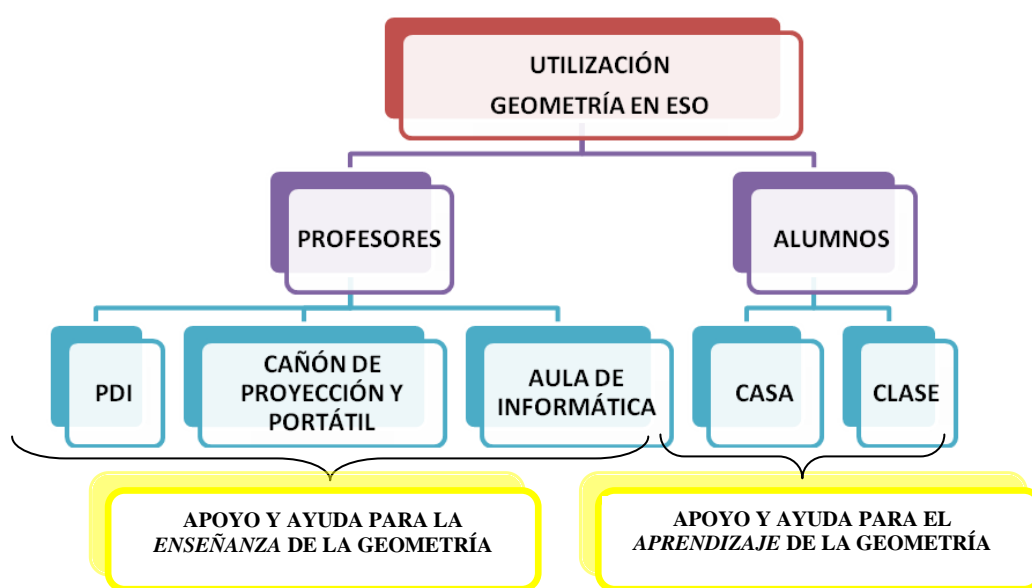 UTILIZACIÓN
GEOMETRÍA EN ESO
PROFESORES
ALUMNOS
PDI
CAÑÓN DE
PROYECCIÓN Y
PORTÁTIL
AULA DE
INFORMÁTICA
CASA
CLASE
APOYO Y AYUDA PARA LA
ENSEÑANZA DE LA GEOMETRÍA
APOYO Y AYUDA PARA EL
APRENDIZAJE DE LA GEOMETRÍA